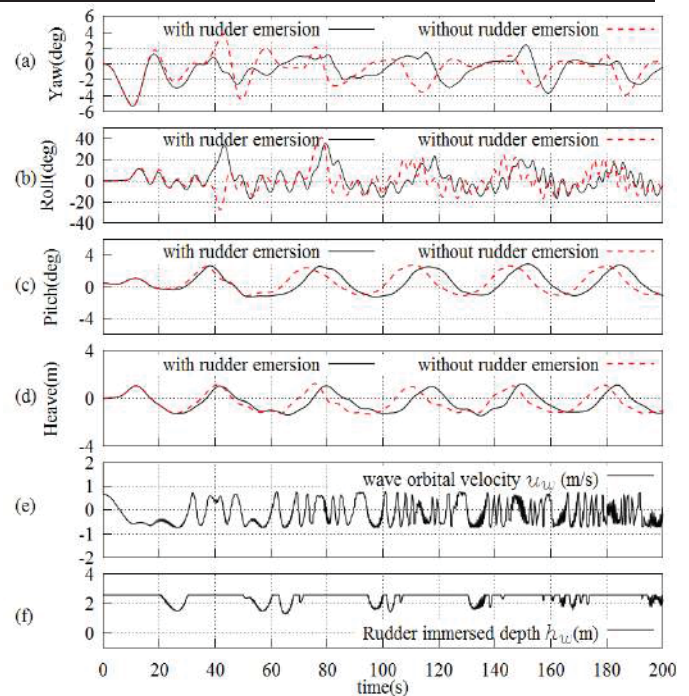 (a) Yaw(deg) 6 4 2 0 -2 -4 -6 with rudder emersion without rudder emersion
(b) Roll(deg) 40 20 0 -20 -40 with rudder emersion without rudder emersion
(c) Pitch(deg) 4 0 -4 with rudder emersion without rudder emersion
(d) Heave(m) 4 0 -4 with rudder emersion without rudder emersion
(e) 2 1 0 -1 -2 wave orbital velocity u_w (m/s)
(f) 4 2 0 Rudder immersed depth h_w(m)
0 20 40 60 80 100 120 140 160 180 200
time(s)